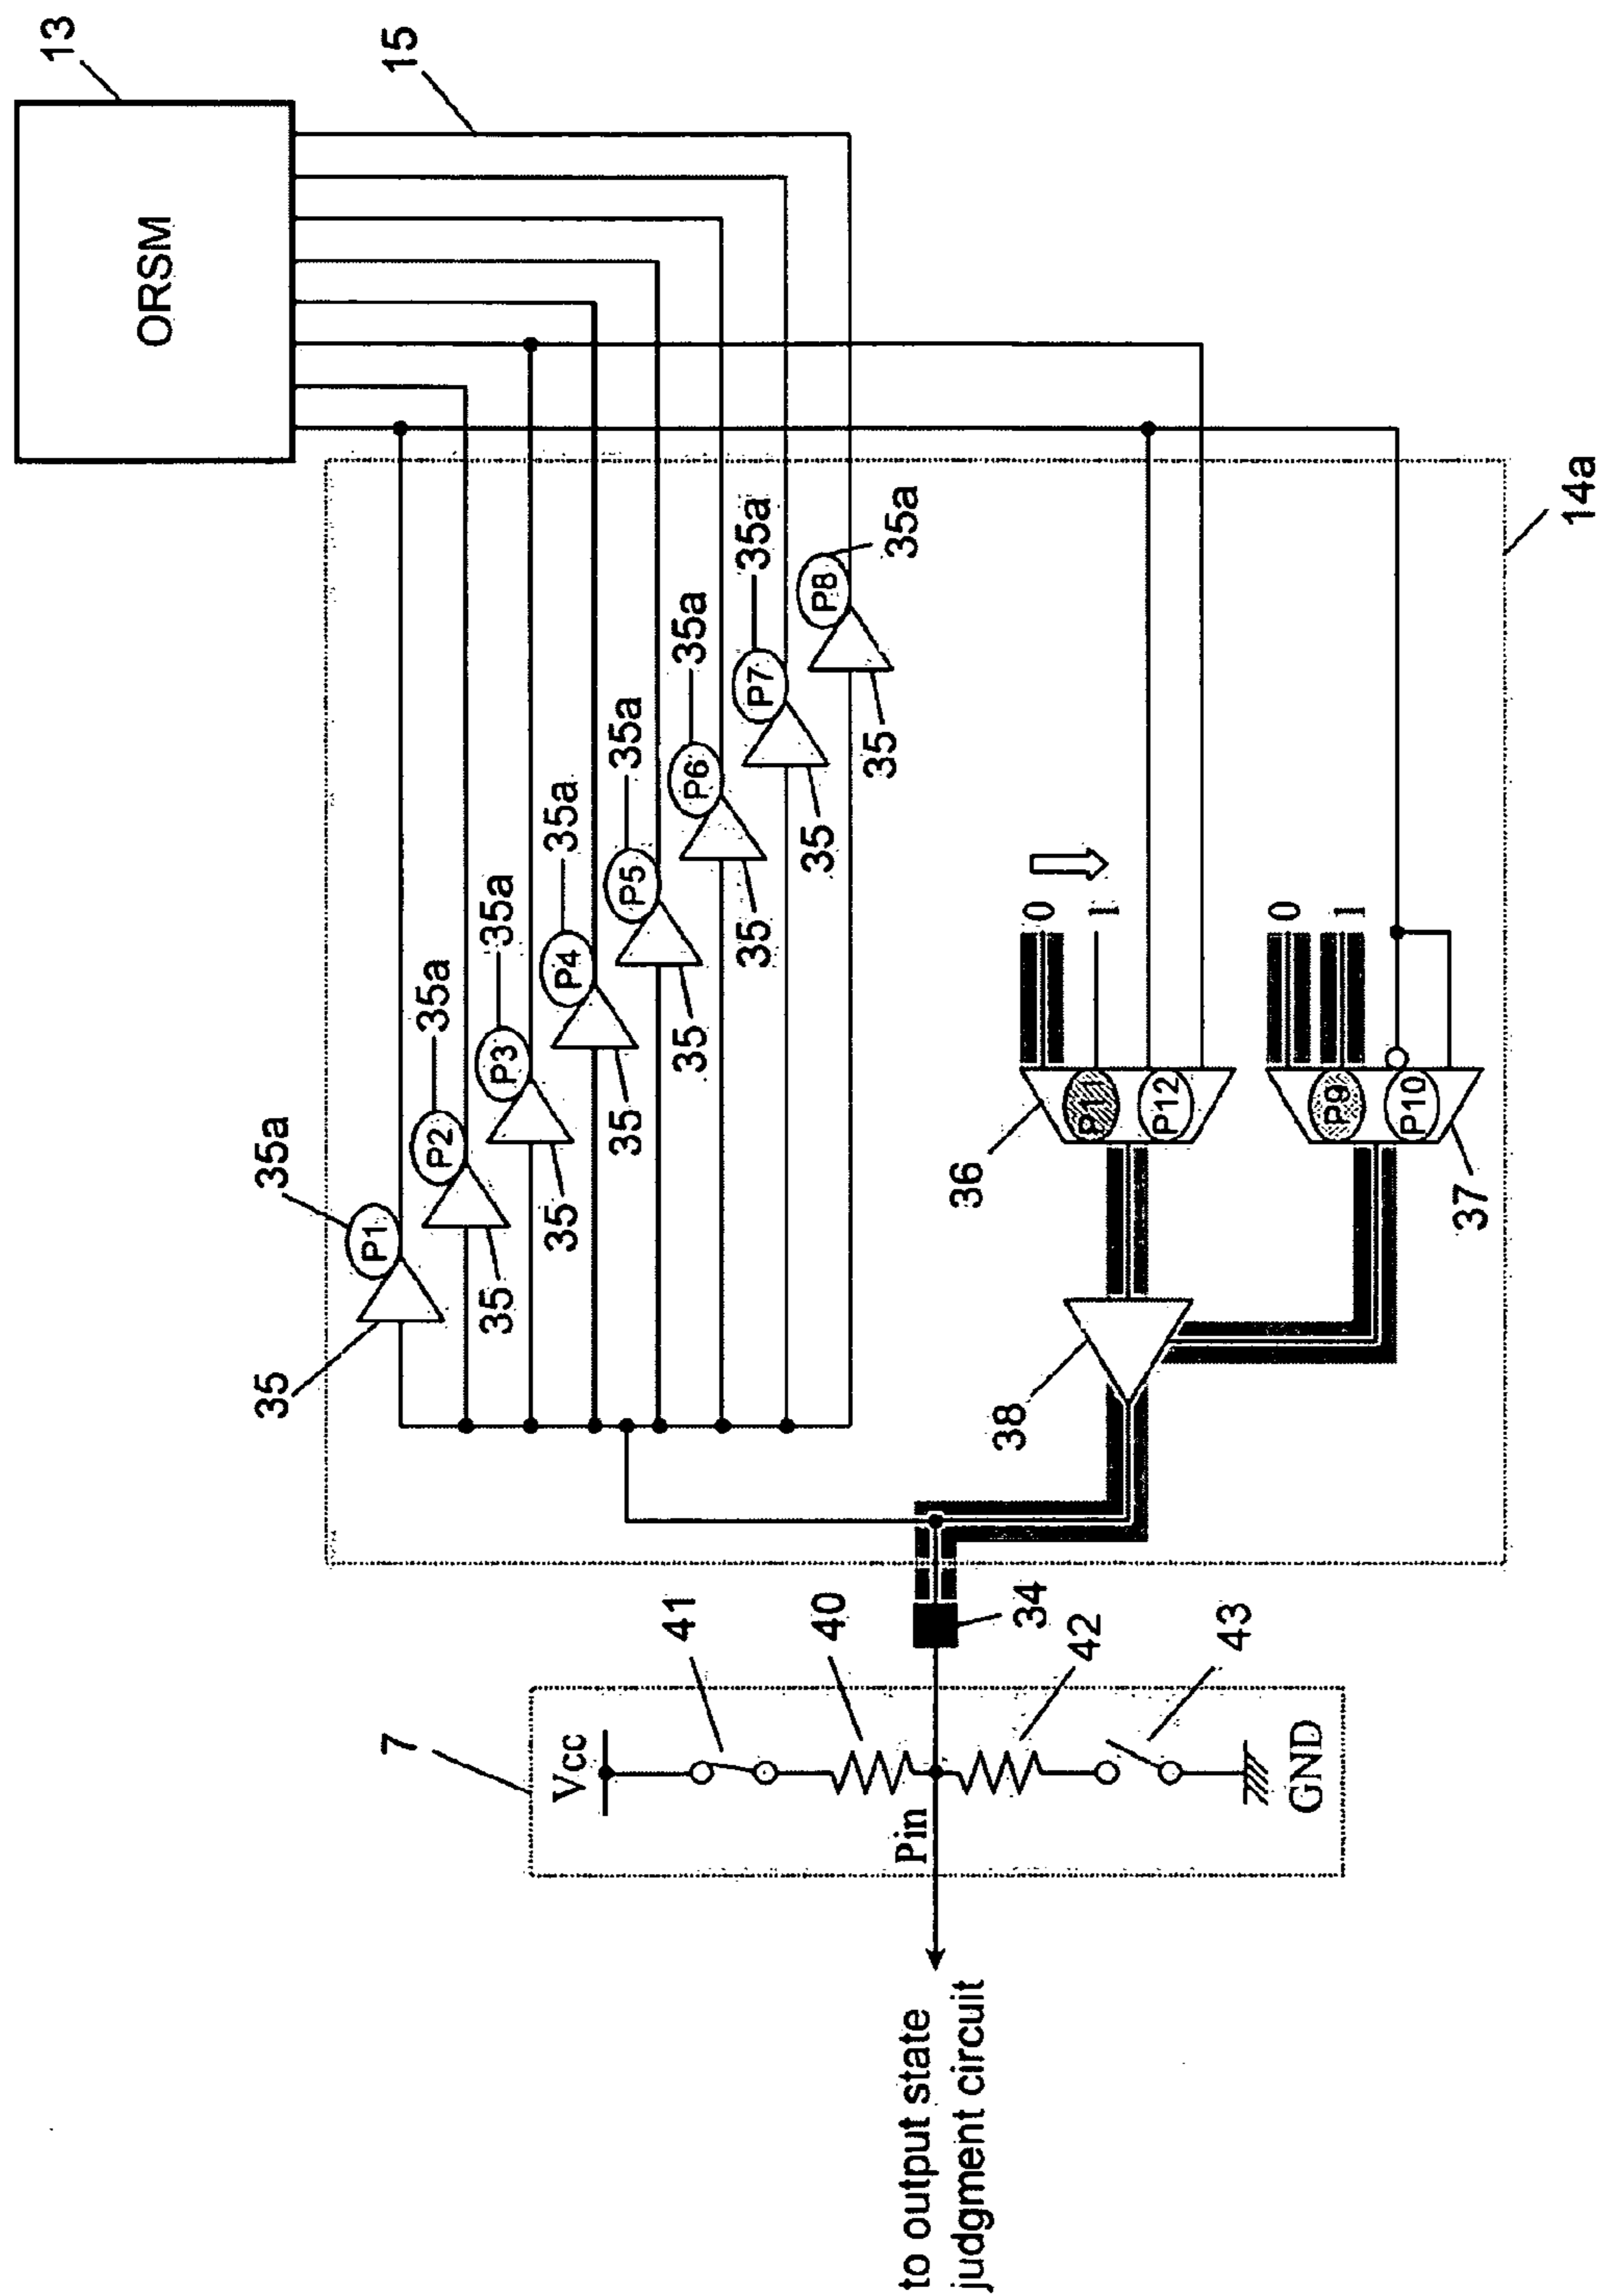 13
ORSM
15
35a
P1
35
35a
P2
35
35a
P3
35
35a
P4
35
35a
P5
35
35a
P6
35
35a
P7
35
35a
P8
35
0
1
36
P11
P12
0
1
P9
P10
37
38
14a
34
7
Vcc
41
40
Pin
42
43
GND
to output state
judgment circuit